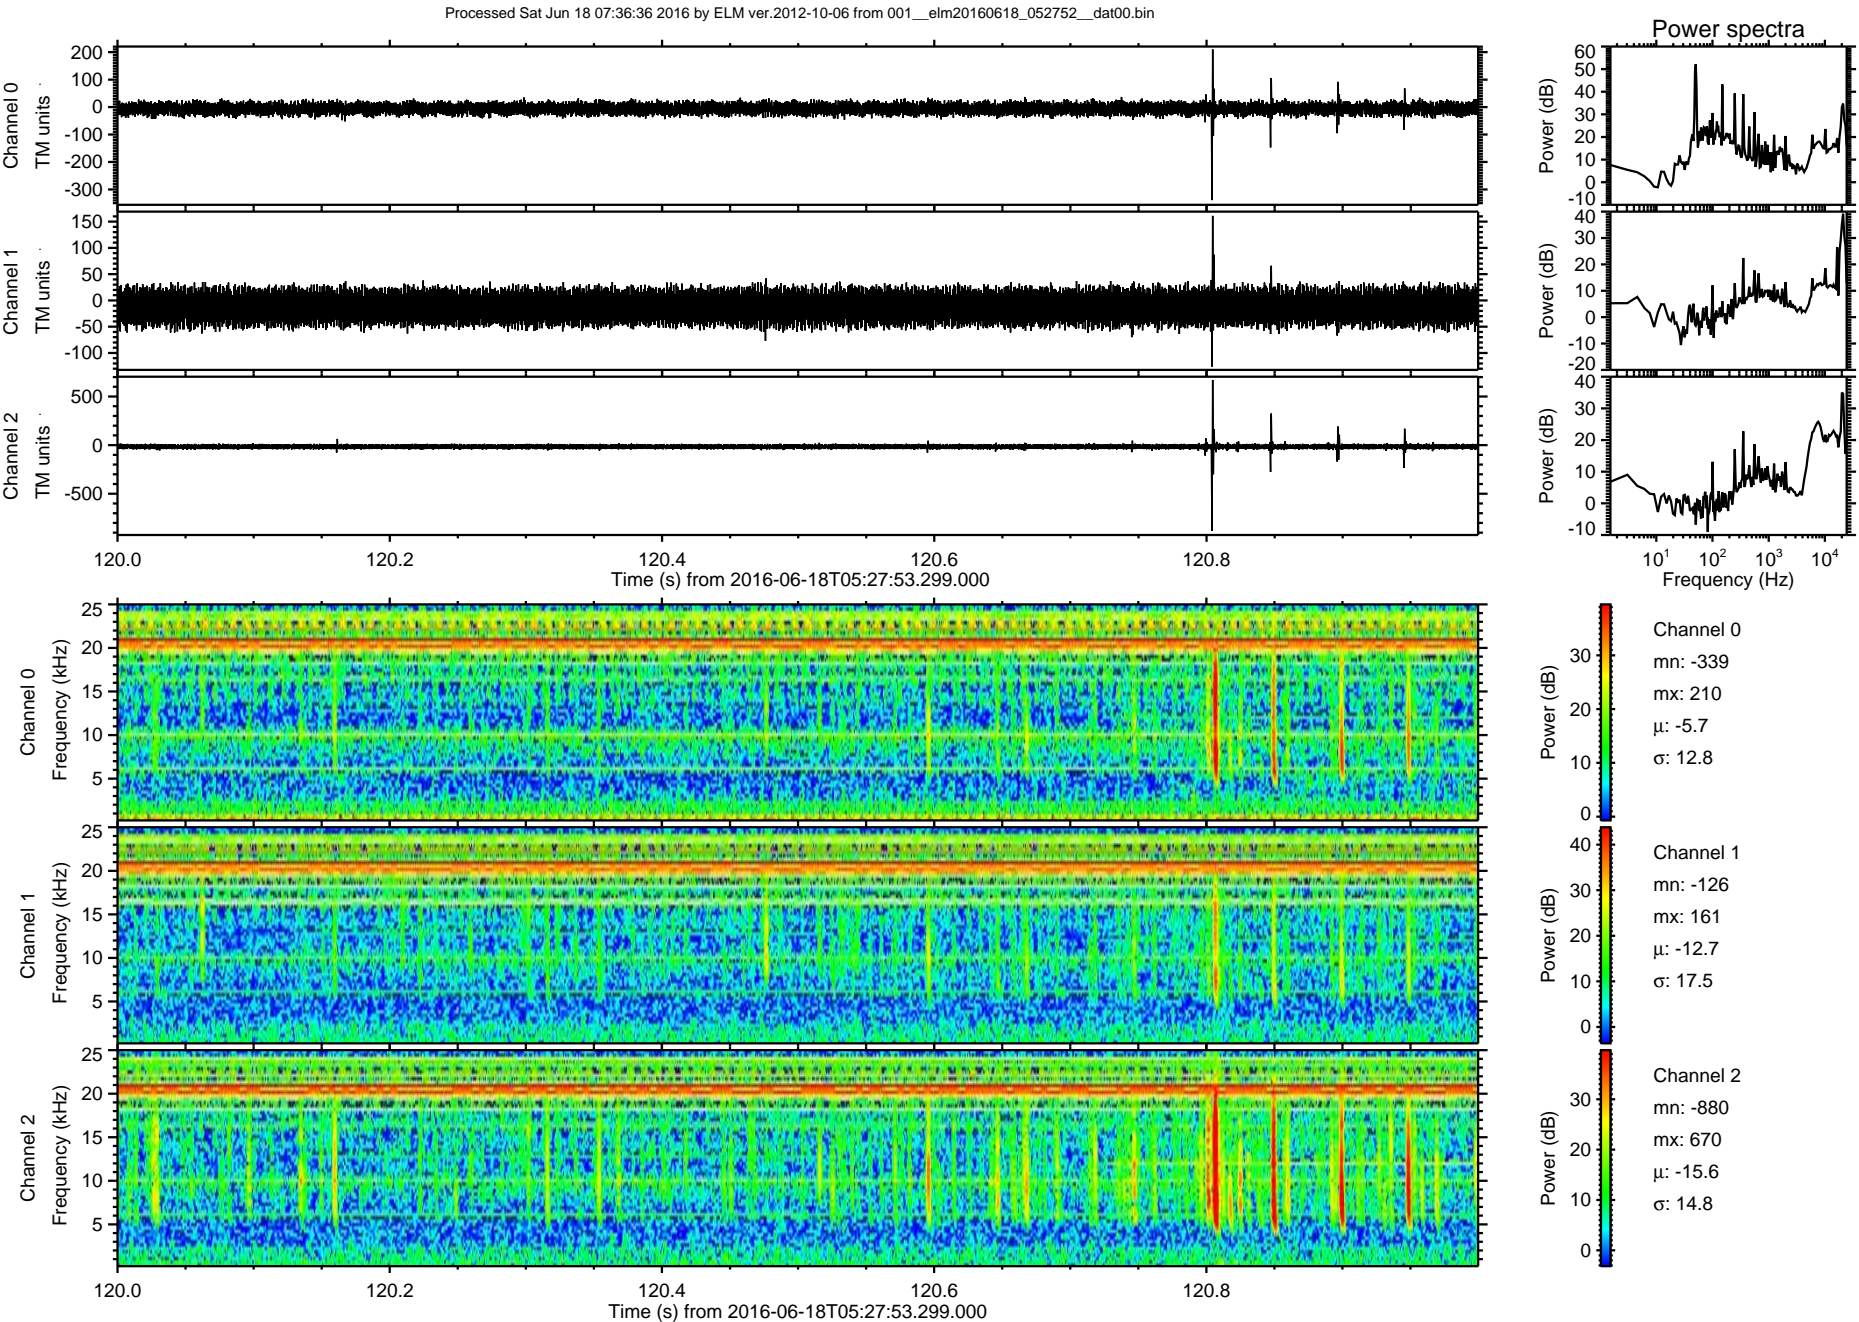 Processed Sat Jun 18 07:36:36 2016 by ELM ver.2012-10-06 from 001__elm20160618_052752__dat00.bin
Power spectra
Channel 0
TM units
200
100
0
-100
-200
-300
Power (dB)
60
50
40
30
20
10
0
-10
Channel 1
TM units
150
100
50
0
-50
-100
Power (dB)
40
30
20
10
0
-10
-20
Channel 2
TM units
500
0
-500
Power (dB)
40
30
20
10
0
-10
120.0 120.2 120.4 120.6 120.8
Time (s) from 2016-06-18T05:27:53.299.000
10¹ 10² 10³ 10⁴
Frequency (Hz)
Channel 0
Frequency (kHz)
25
20
15
10
5
Power (dB)
30
20
10
0
Channel 0
mn: -339
mx: 210
μ: -5.7
σ: 12.8
Channel 1
Frequency (kHz)
25
20
15
10
5
Power (dB)
40
30
20
10
0
Channel 1
mn: -126
mx: 161
μ: -12.7
σ: 17.5
Channel 2
Frequency (kHz)
25
20
15
10
5
Power (dB)
30
20
10
0
Channel 2
mn: -880
mx: 670
μ: -15.6
σ: 14.8
120.0 120.2 120.4 120.6 120.8
Time (s) from 2016-06-18T05:27:53.299.000